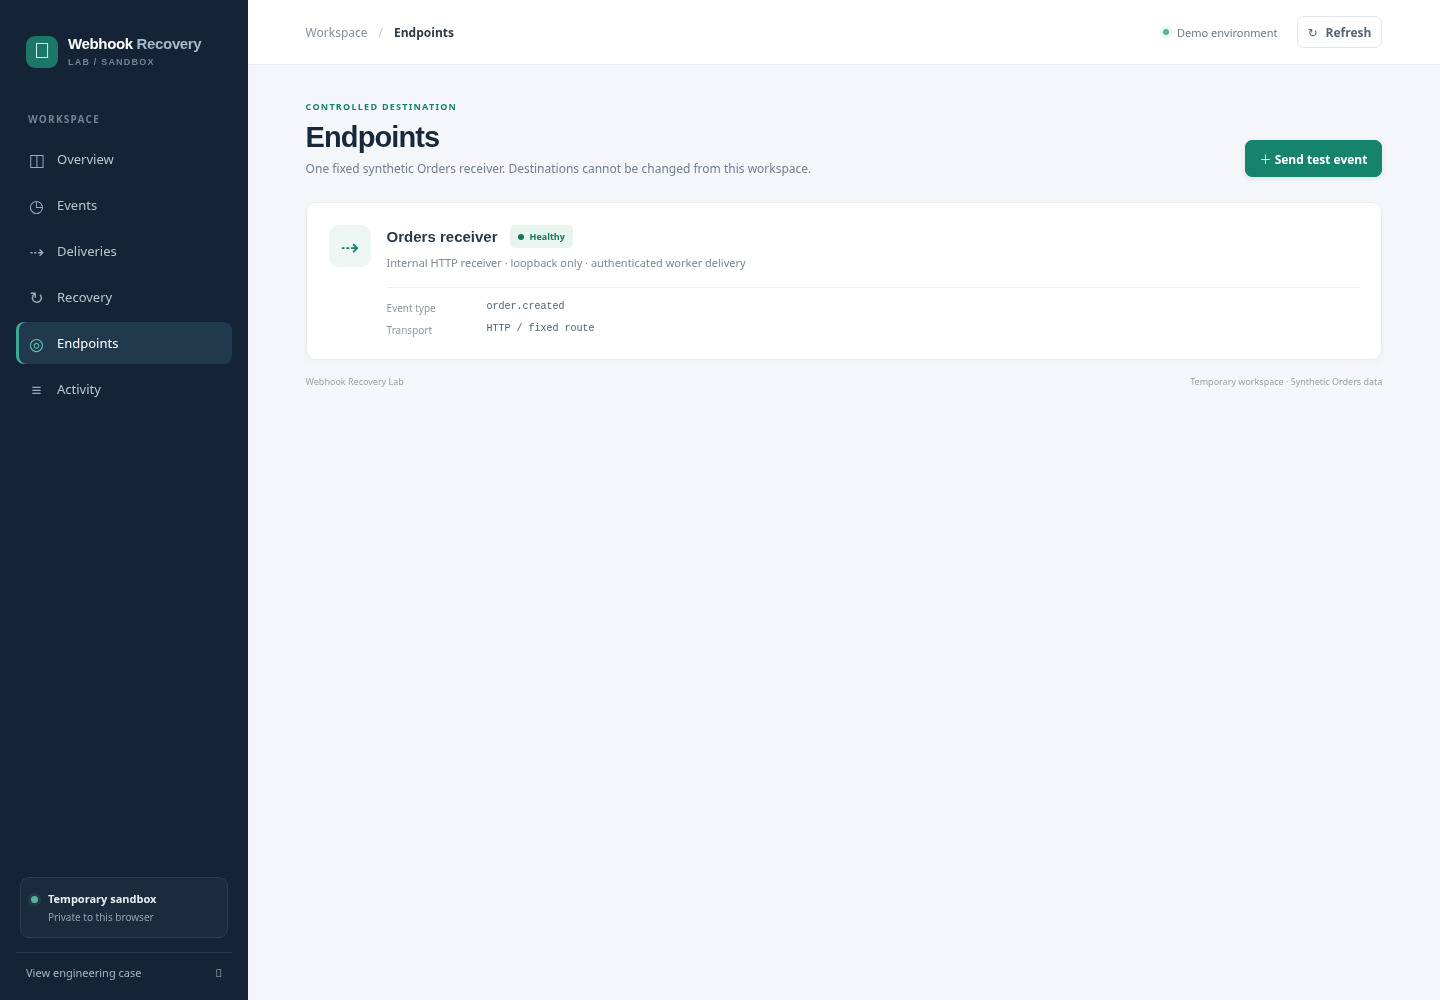 Webhook Recovery
LAB / SANDBOX
WORKSPACE
Overview
Events
Deliveries
Recovery
Endpoints
Activity
Temporary sandbox
Private to this browser
View engineering case
Workspace / Endpoints
Demo environment
Refresh
CONTROLLED DESTINATION
Endpoints
One fixed synthetic Orders receiver. Destinations cannot be changed from this workspace.
+ Send test event
Orders receiver
Healthy
Internal HTTP receiver · loopback only · authenticated worker delivery
Event type order.created
Transport HTTP / fixed route
Webhook Recovery Lab
Temporary workspace · Synthetic Orders data